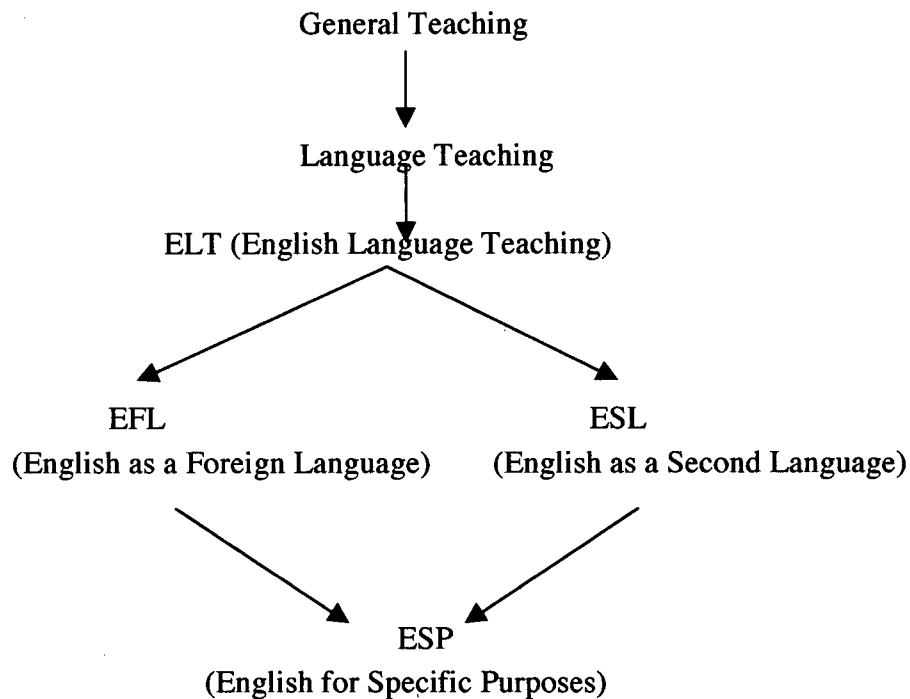 General Teaching
Language Teaching
ELT (English Language Teaching)
EFL
(English as a Foreign Language)
ESL
(English as a Second Language)
ESP
(English for Specific Purposes)